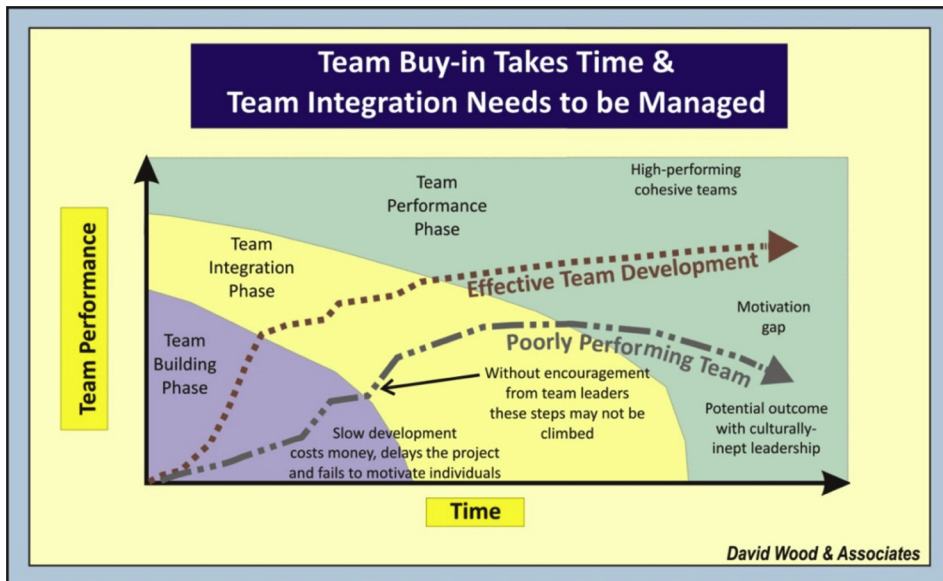 Team Buy-in Takes Time &
Team Integration Needs to be Managed
High-performing
cohesive teams
Team
Performance
Phase
Team
Integration
Phase
Effective Team Development
Team Performance
Motivation
gap
Team
Building
Phase
Poorly Performing Team
Without encouragement
from team leaders
these steps may not be
climbed
Potential outcome
with culturally-
inept leadership
Slow development
costs money, delays the project
and fails to motivate individuals
Time
David Wood & Associates